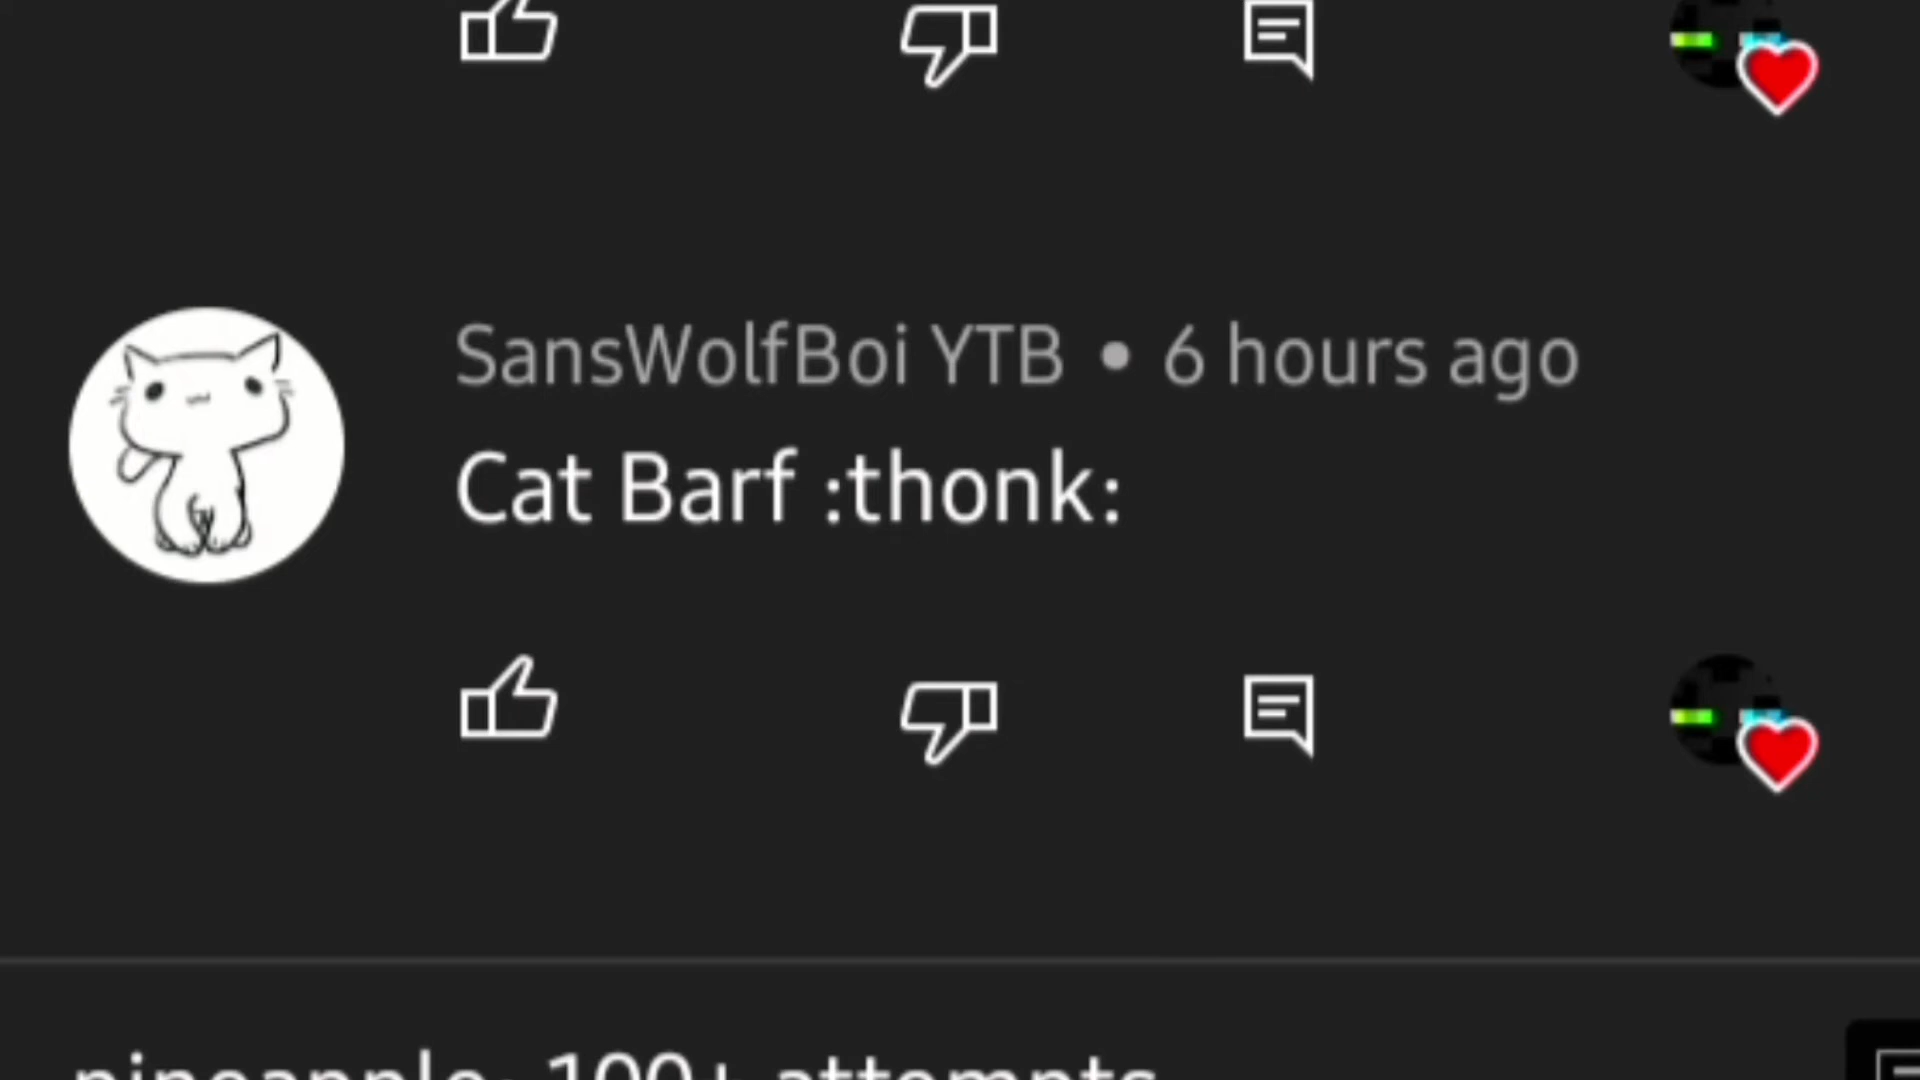 SansWolfBoi YTB • 6 hours ago
Cat Barf :thonk:
pineapple: 100+ attempts